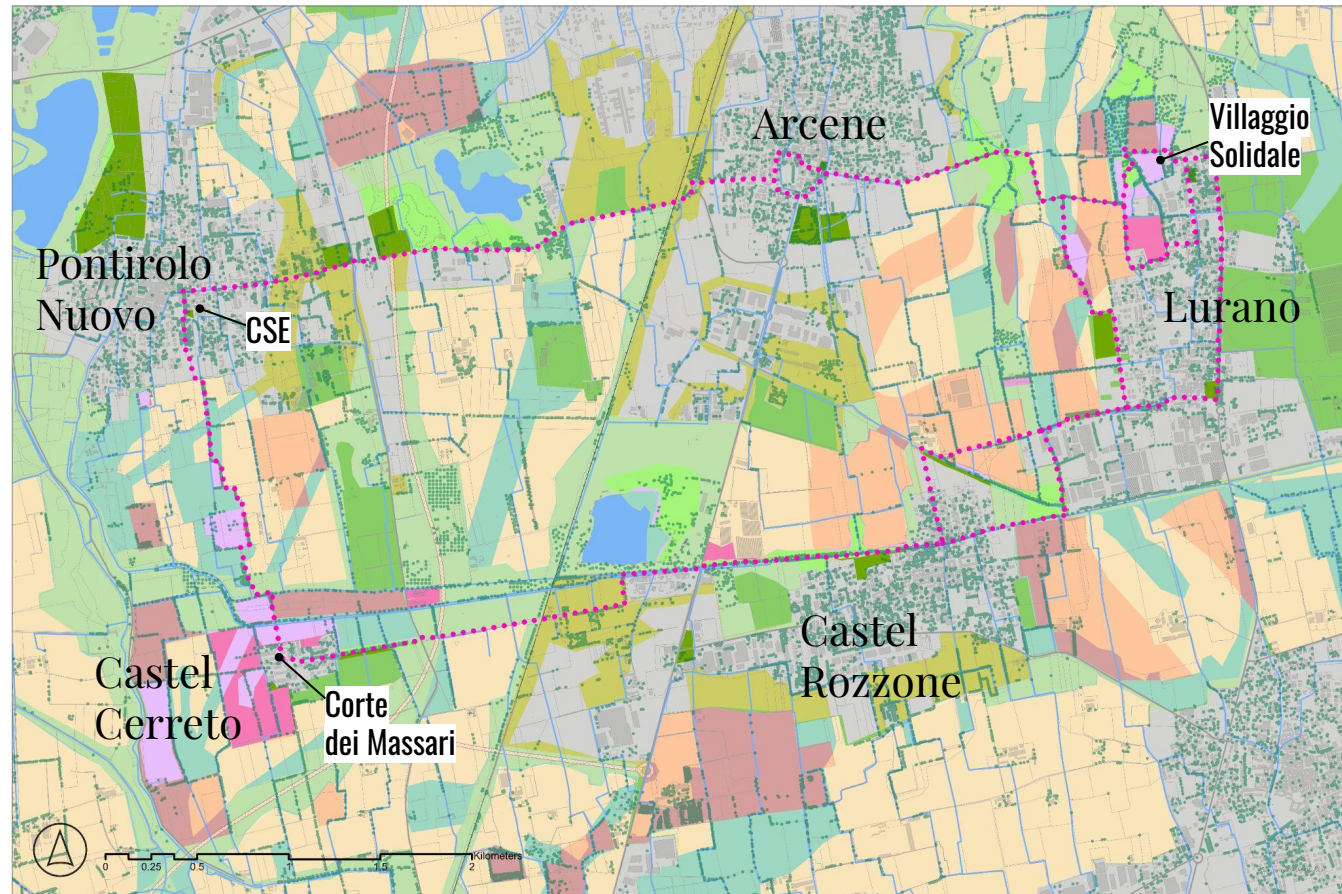 Arcene
Villaggio
Solidale
Pontirolo
Nuovo
CSE
Lurano
Castel
Rozzone
Castel
Cerreto
Corte
dei Massari
0
0.25
0.5
1
1.5
2
Kilometers